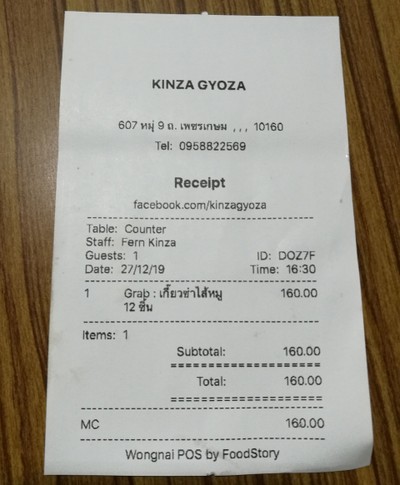 KINZA GYOZA
607 หมู่ 9 ถ. เพชรเกษม , , , 10160
Tel: 0958822569
Receipt
facebook.com/kinzagyoza
Table: Counter
Staff: Fern Kinza
Guests: 1 ID: DOZ7F
Date: 27/12/19 Time: 16:30
1 Grab : เกี๊ยวซ่าไส้หมู 160.00
12 ชิ้น
Items: 1
Subtotal: 160.00
Total: 160.00
MC 160.00
Wongnai POS by FoodStory